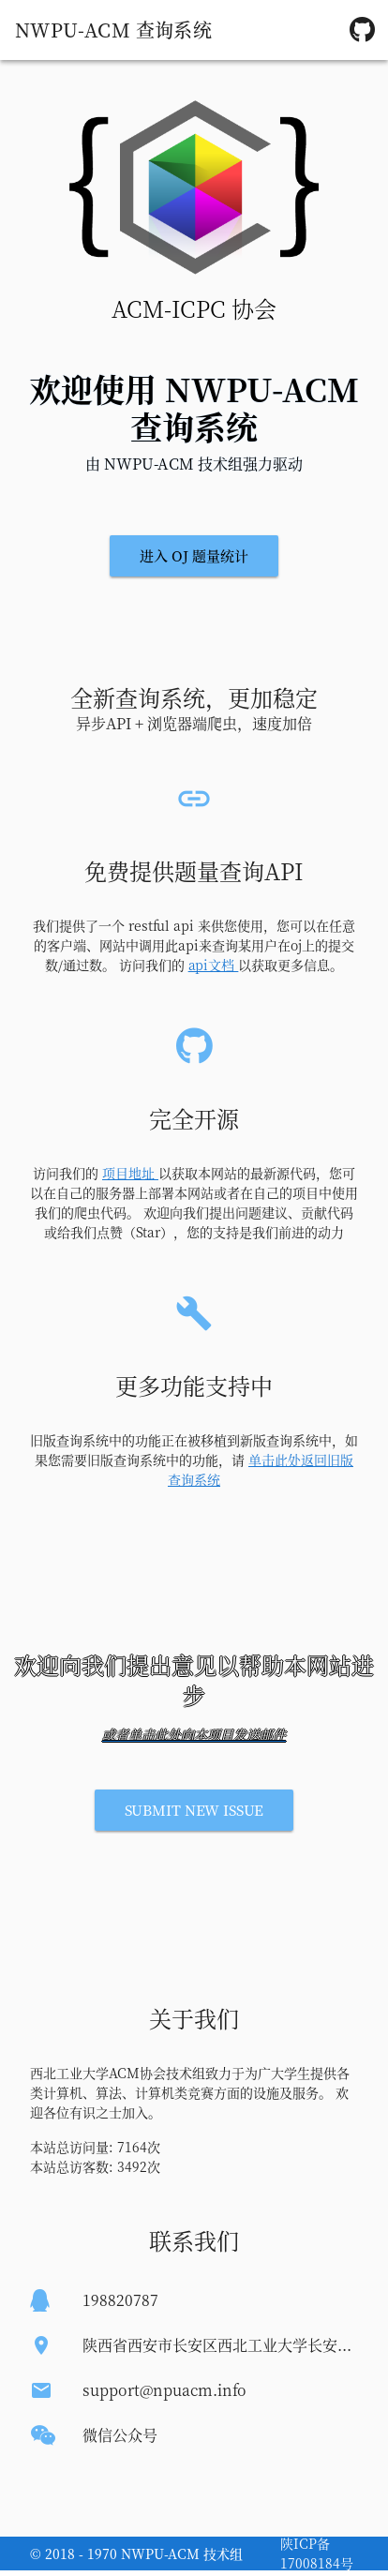 NWPU-ACM 查询系统
ACM-ICPC 协会
欢迎使用 NWPU-ACM
查询系统
由 NWPU-ACM 技术组强力驱动
进入 OJ 题量统计
全新查询系统，更加稳定
异步API + 浏览器端爬虫，速度加倍
免费提供题量查询API
我们提供了一个 restful api 来供您使用，您可以在任意
的客户端、网站中调用此api来查询某用户在oj上的提交
数/通过数。 访问我们的 api文档 以获取更多信息。
完全开源
访问我们的 项目地址 以获取本网站的最新源代码，您可
以在自己的服务器上部署本网站或者在自己的项目中使用
我们的爬虫代码。 欢迎向我们提出问题建议、贡献代码
或给我们点赞（Star），您的支持是我们前进的动力
更多功能支持中
旧版查询系统中的功能正在被移植到新版查询系统中，如
果您需要旧版查询系统中的功能，请 单击此处返回旧版
查询系统
欢迎向我们提出意见以帮助本网站进
步
或者单击此处向本项目发送邮件
SUBMIT NEW ISSUE
关于我们
西北工业大学ACM协会技术组致力于为广大学生提供各
类计算机、算法、计算机类竞赛方面的设施及服务。 欢
迎各位有识之士加入。
本站总访问量: 7164次
本站总访客数: 3492次
联系我们
198820787
陕西省西安市长安区西北工业大学长安...
support@npuacm.info
微信公众号
© 2018 - 1970 NWPU-ACM 技术组
陕ICP备
17008184号